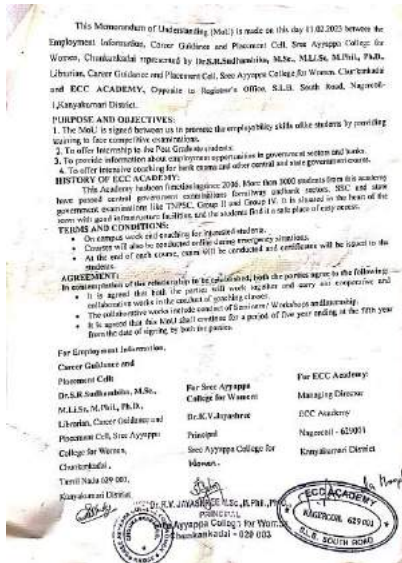 This Memorandum of Understanding (MoU) is made on this day 11.02.2023 between the
Employment Information, Career Guidance and Placement Cell, Sree Ayyappa College for
Women, Chunkankadai represented by Dr.S.R.Sudhambika, M.Sc., M.Li.Sc, M.Phil., Ph.D.,
Librarian, Career Guidance and Placement Cell, Sree Ayyappa College for Women, Chunkankadai
and ECC ACADEMY, Opposite to Registrar's Office, S.L.B. South Road, Nagercoil-
1,Kanyakumari District.
PURPOSE AND OBJECTIVES:
1. The MoU is signed between us to promote the employability skills of the students by providing
training to face competitive examinations.
2. To offer Internship to the Post Graduate students.
3. To provide information about employment opportunities in government sectors and banks.
4. To offer intensive coaching for bank exams and other central and state government exams.
HISTORY OF ECC ACADEMY:
This Academy has been functioning since 2006. More than 3000 students from this academy
have passed central government examinations for railway and bank sectors, SSC and state
government examinations like TNPSC, Group II and Group IV. It is situated in the heart of the
town with good infrastructure facilities, and the students find it a safe place of easy access.
TERMS AND CONDITIONS:
On campus week end coaching for interested students.
Courses will also be conducted online during emergency situations.
At the end of each course, exams will be conducted and certificates will be issued to the
students.
AGREEMENT:
In contemplation of the relationship to be established, both the parties agree to the following:
It is agreed that both the parties will work together and carry out cooperative and
collaborative works in the conduct of coaching classes.
The collaborative works include conduct of Seminars/ Workshops and Internship.
It is agreed that this MoU shall continue for a period of five year ending at the fifth year
from the date of signing by both the parties.
For Employment Information,
Career Guidance and
Placement Cell:
Dr.S.R.Sudhambika, M.Sc.,
M.Li.Sc, M.Phil., Ph.D.,
Librarian, Career Guidance and
Placement Cell, Sree Ayyappa
College for Women,
Chunkankadai,
Tamil Nadu 629 003,
Kanyakumari District
For Sree Ayyappa
College for Women
Dr.R.V.Jayashree
Principal
Sree Ayyappa College for
Women.
For ECC Academy:
Managing Director
ECC Academy
Nagercoil - 629001
Kanyakumari District
Dr. R.V. JAYASHREE M.Sc., M.Phil., Ph.D.
PRINCIPAL
Sree Ayyappa College for Women
Chunkankadai - 629 003
ECC ACADEMY
NAGERCOIL 629 001
S.L.B. SOUTH ROAD